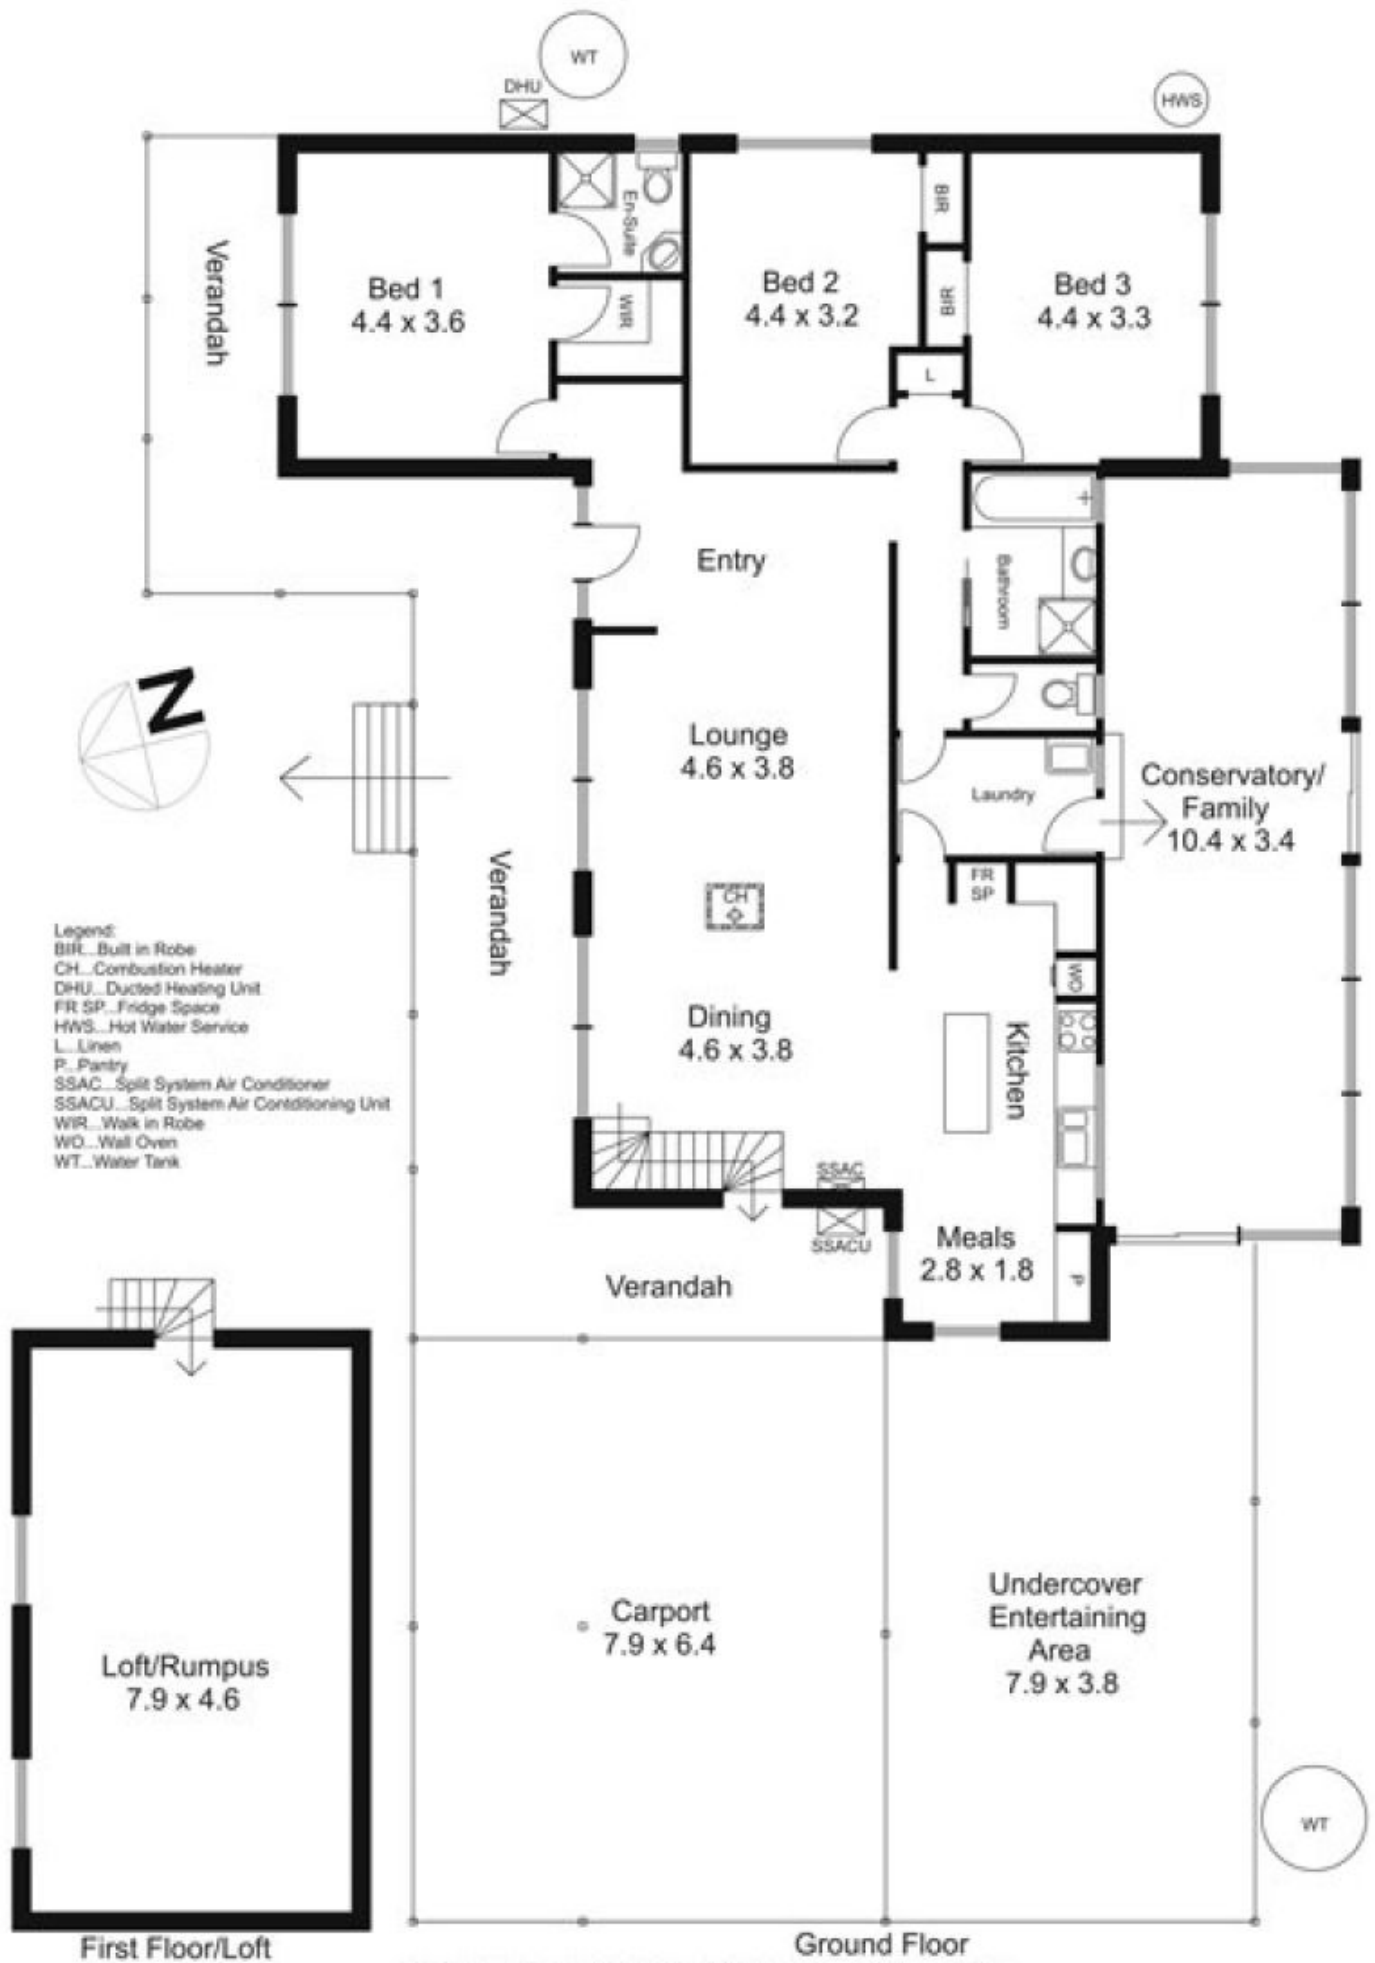 WT
DHU
HWS
Verandah
Bed 1
4.4 x 3.6
En-Suite
WIR
Bed 2
4.4 x 3.2
BIR
BIR
L
Bed 3
4.4 x 3.3
Entry
Bathroom
N
Lounge
4.6 x 3.8
Laundry
Conservatory/
Family
10.4 x 3.4
Verandah
CH
FR
SP
WO
Legend:
BIR...Built in Robe
CH...Combustion Heater
DHU...Ducted Heating Unit
FR SP...Fridge Space
HWS...Hot Water Service
L...Linen
P...Pantry
SSAC...Split System Air Conditioner
SSACU...Split System Air Contditioning Unit
WIR...Walk in Robe
WO...Wall Oven
WT...Water Tank
Dining
4.6 x 3.8
Kitchen
SSAC
SSACU
Meals
2.8 x 1.8
P
Verandah
Carport
7.9 x 6.4
Undercover
Entertaining
Area
7.9 x 3.8
Loft/Rumpus
7.9 x 4.6
WT
First Floor/Loft
Ground Floor